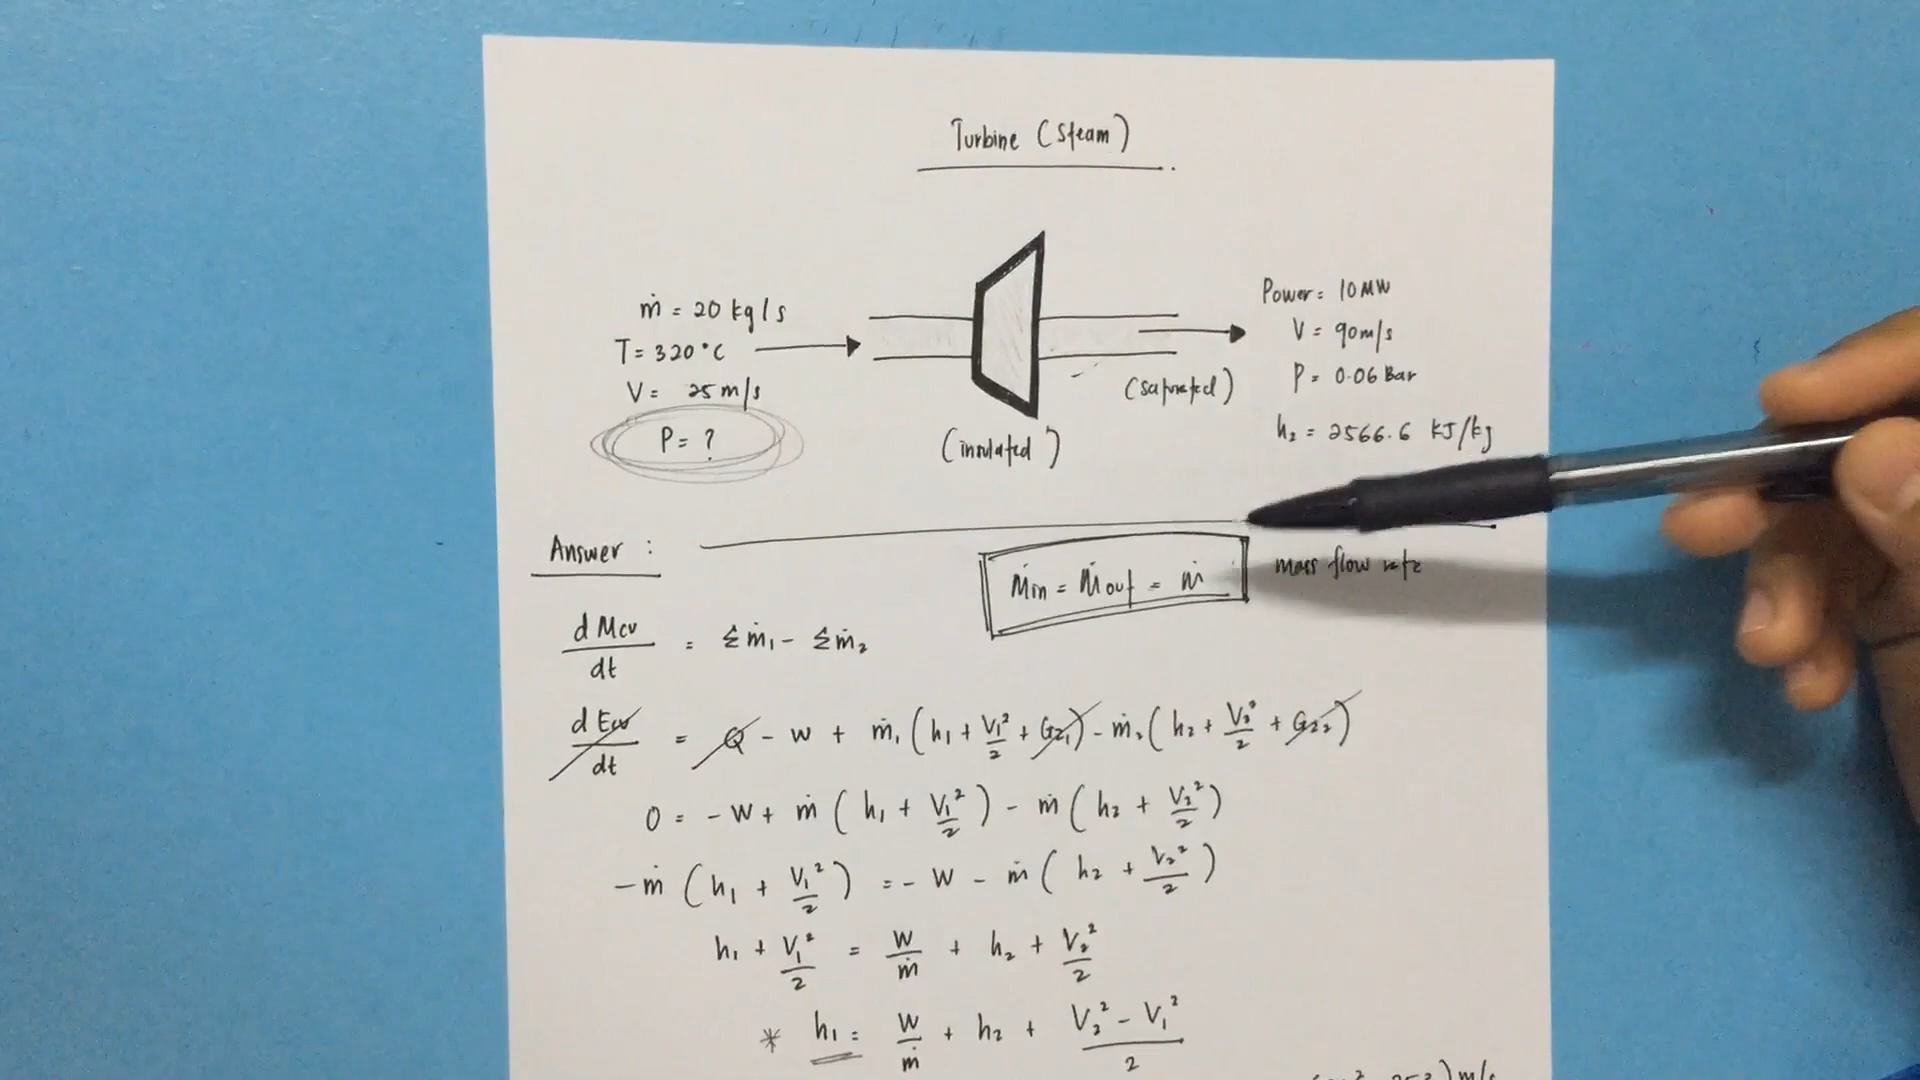 Turbine (Steam)
ṁ = 20 kg/s
T = 320°C
V = 25 m/s
P = ?
(insulated)
(saturated)
Power = 10MW
V = 90m/s
P = 0.06 Bar
h₂ = 2566.6 KJ/kg
Answer :
Ṁin = Ṁout = ṁ
mass flow rate
dMcv/dt = Σṁ₁ - Σṁ₂
dEcv/dt = Q - W + ṁ₁(h₁ + V₁²/2 + Gz₁) - ṁ₂(h₂ + V₂²/2 + Gz₂)
0 = - W + ṁ(h₁ + V₁²/2) - ṁ(h₂ + V₂²/2)
-ṁ(h₁ + V₁²/2) = - W - ṁ(h₂ + V₂²/2)
h₁ + V₁²/2 = W/ṁ + h₂ + V₂²/2
* h₁ = W/ṁ + h₂ + (V₂² - V₁²)/2